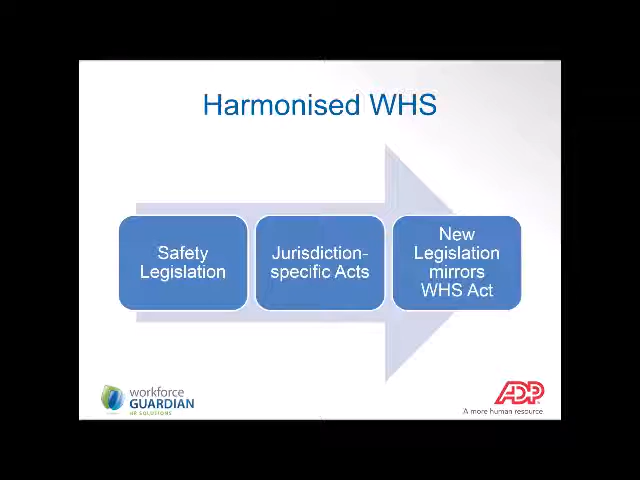 Harmonised WHS
Safety
Legislation
Jurisdiction-
specific Acts
New
Legislation
mirrors
WHS Act
workforce
GUARDIAN
HR SOLUTIONS
ADP
A more human resource.